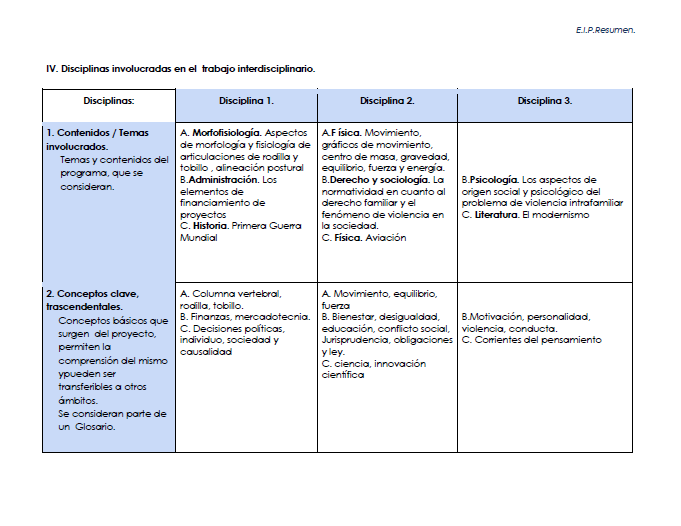 E.I.P.Resumen.
IV. Disciplinas involucradas en el trabajo interdisciplinario.
Disciplinas:
Disciplina 1.
Disciplina 2.
Disciplina 3.
1. Contenidos / Temas
involucrados.
Temas y contenidos del
programa, que se
consideran.
A. Morfofisiología. Aspectos
de morfología y fisiología de
articulaciones de rodilla y
tobillo , alineación postural
B.Administración. Los
elementos de
financiamiento de
proyectos
C. Historia. Primera Guerra
Mundial
A.F ísica. Movimiento,
gráficos de movimiento,
centro de masa, gravedad,
equilibrio, fuerza y energía.
B.Derecho y sociología. La
normatividad en cuanto al
derecho familiar y el
fenómeno de violencia en
la sociedad.
C. Física. Aviación
B.Psicología. Los aspectos de
origen social y psicológico del
problema de violencia intrafamiliar
C. Literatura. El modernismo
2. Conceptos clave,
trascendentales.
Conceptos básicos que
surgen del proyecto,
permiten la
comprensión del mismo
ypueden ser
transferibles a otros
ámbitos.
Se consideran parte de
un Glosario.
A. Columna vertebral,
rodilla, tobillo.
B. Finanzas, mercadotecnia.
C. Decisiones políticas,
individuo, sociedad y
causalidad
A. Movimiento, equilibrio,
fuerza
B. Bienestar, desigualdad,
educación, conflicto social,
Jurisprudencia, obligaciones
y ley.
C. ciencia, innovación
científica
B.Motivación, personalidad,
violencia, conducta.
C. Corrientes del pensamiento